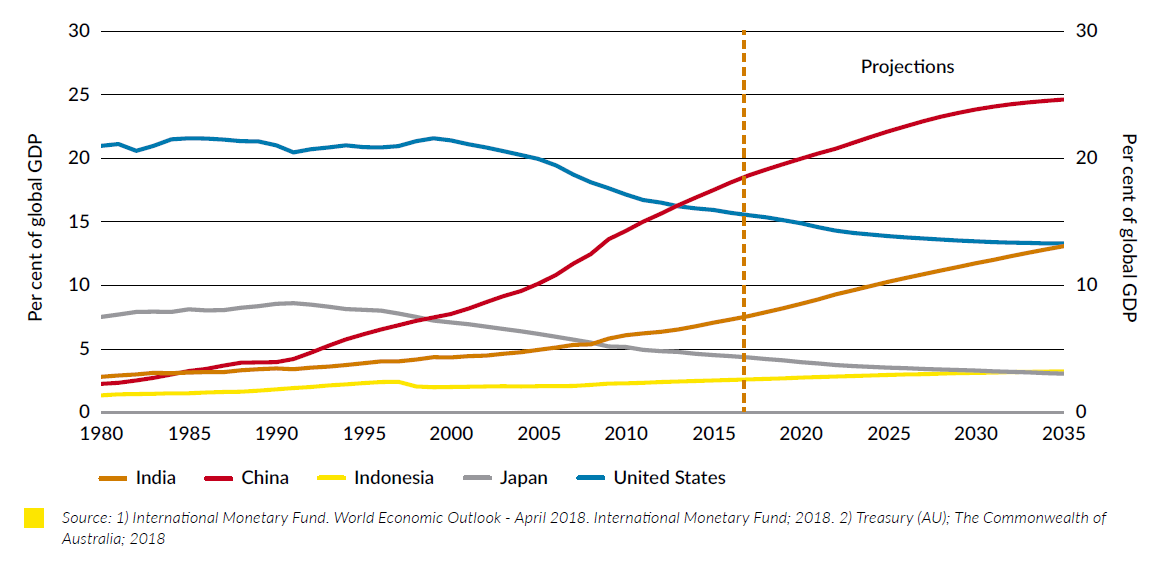 30
30
Projections
25
25
20
20
15
15
10
10
5
5
0
0
Per cent of global GDP
Per cent of global GDP
1980 1985 1990 1995 2000 2005 2010 2015 2020 2025 2030 2035
India China Indonesia Japan United States
Source: 1) International Monetary Fund. World Economic Outlook - April 2018. International Monetary Fund; 2018. 2) Treasury (AU); The Commonwealth of
Australia; 2018